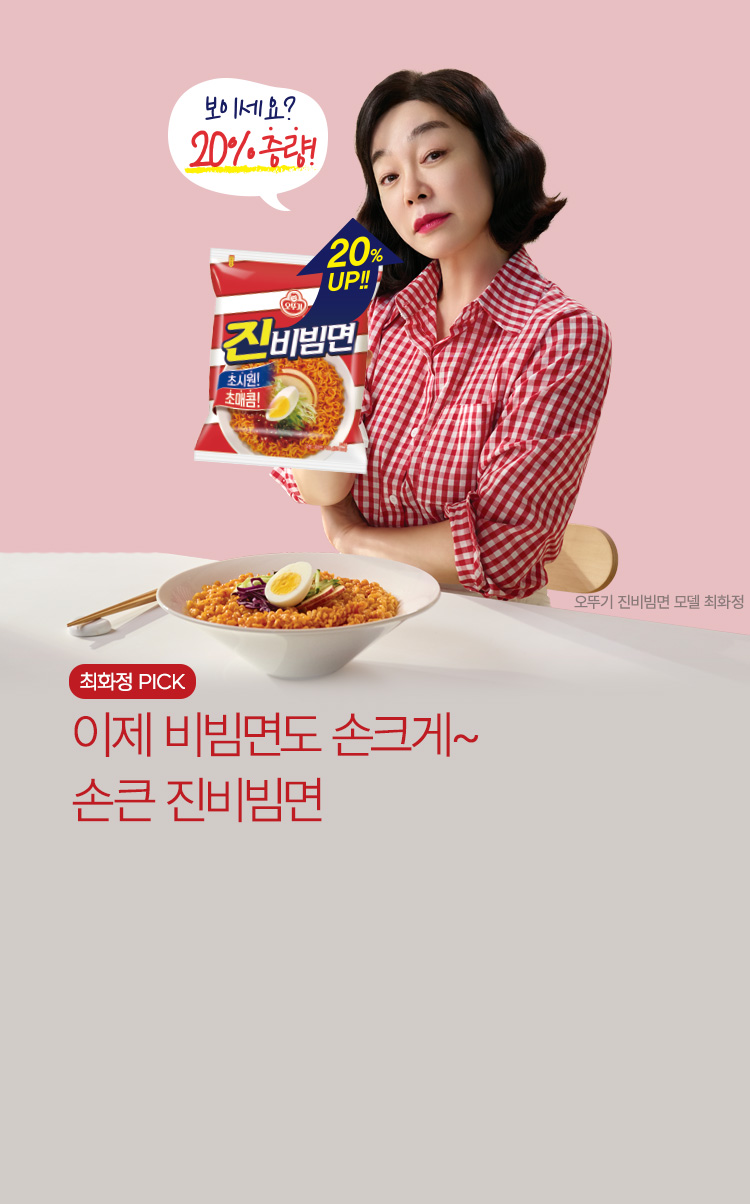 보이세요?
20% 증량!
20%
UP!!
오뚜기
진비빔면
초시원!
초매콤!
오뚜기 진비빔면 모델 최화정
최화정 PICK
이제 비빔면도 손크게~
손큰 진비빔면